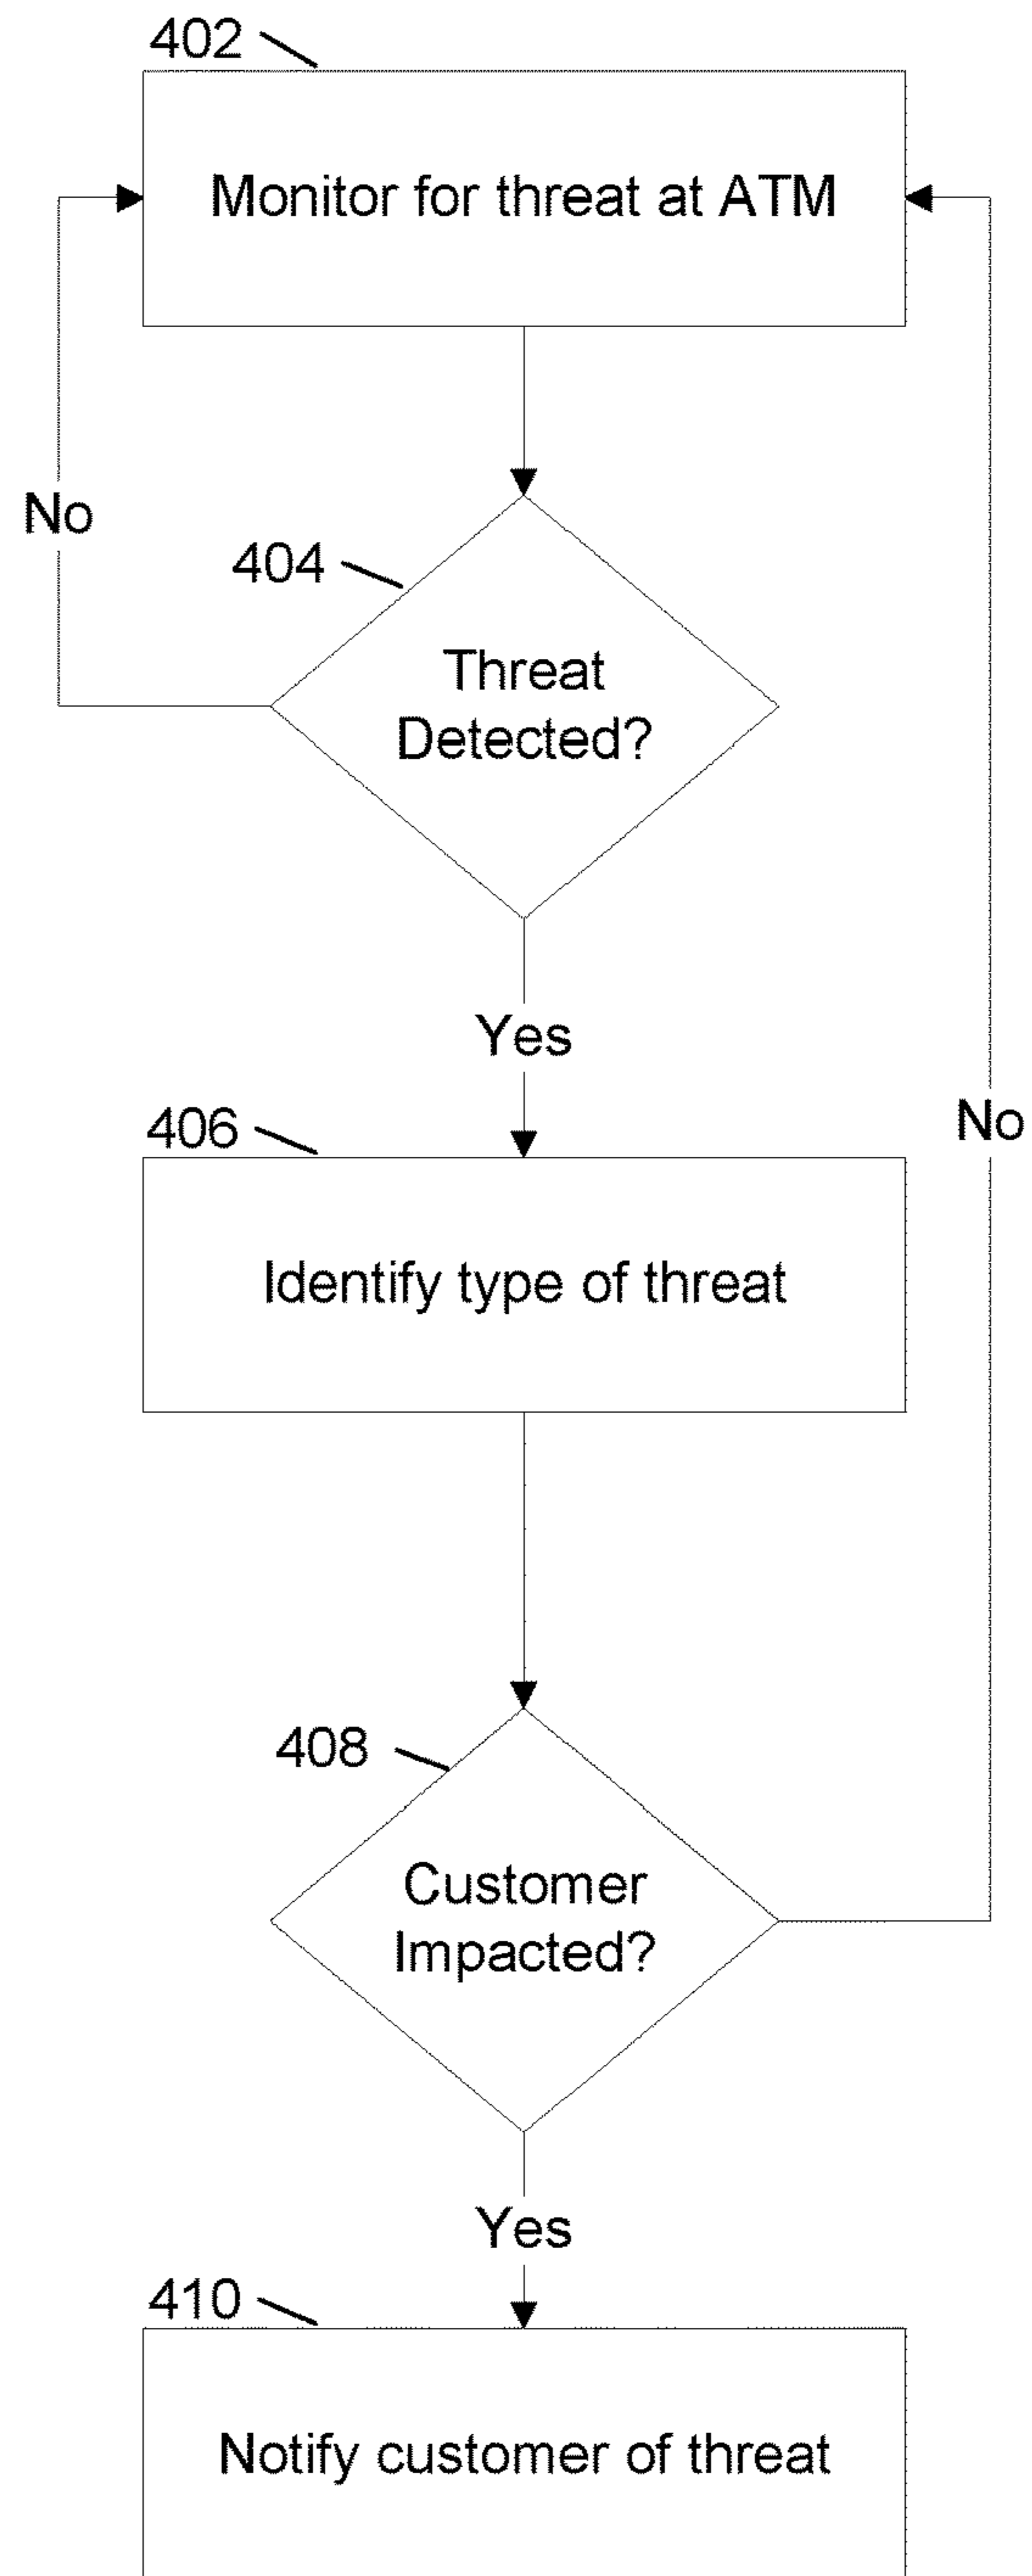 402
Monitor for threat at ATM
No
404
Threat
Detected?
Yes
406
No
Identify type of threat
408
Customer
Impacted?
Yes
410
Notify customer of threat